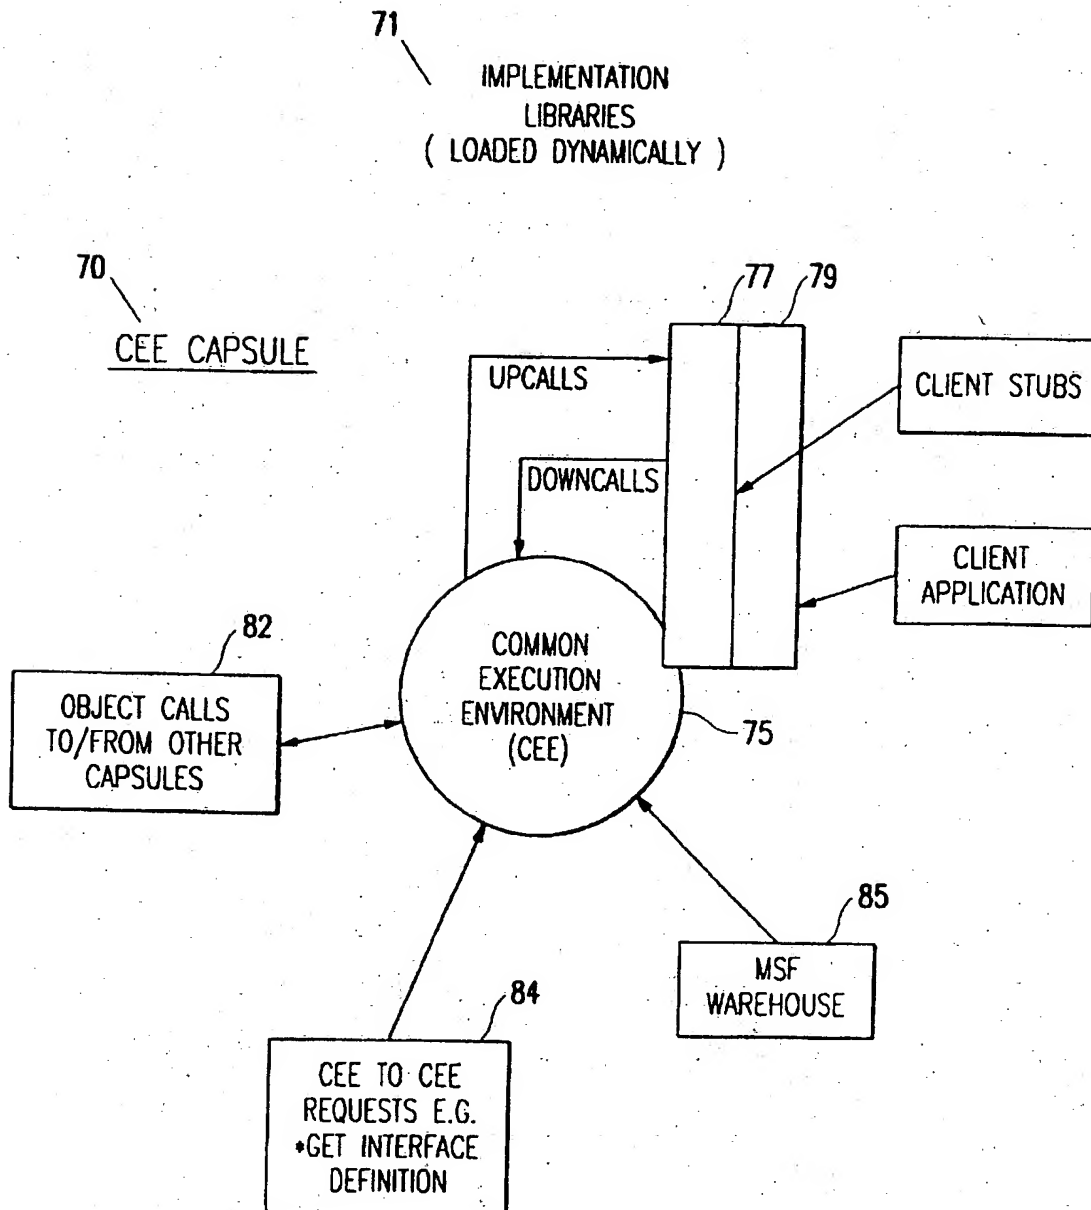 71
IMPLEMENTATION
LIBRARIES
( LOADED DYNAMICALLY )
70
CEE CAPSULE
77
79
UPCALLS
CLIENT STUBS
DOWNCALLS
CLIENT
APPLICATION
82
COMMON
EXECUTION
ENVIRONMENT
(CEE)
OBJECT CALLS
TO/FROM OTHER
CAPSULES
75
85
MSF
WAREHOUSE
84
CEE TO CEE
REQUESTS E.G.
*GET INTERFACE
DEFINITION